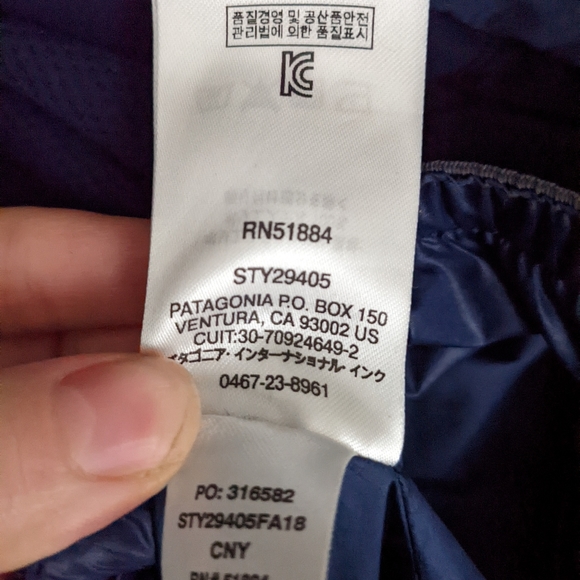 품질경영 및 공산품안전
관리법에 의한 품질표시
RN51884
STY29405
PATAGONIA P.O. BOX 150
VENTURA, CA 93002 US
CUIT:30-70924649-2
パタゴニア・インターナショナル・インク
0467-23-8961
PO: 316582
STY29405FA18
CNY